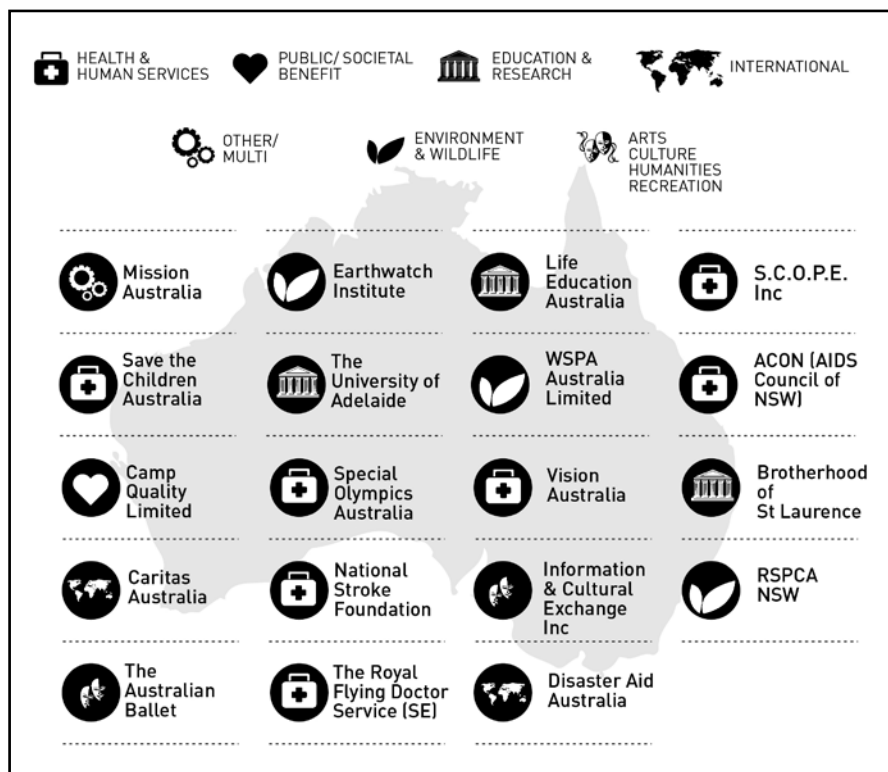 HEALTH &
HUMAN SERVICES
PUBLIC/ SOCIETAL
BENEFIT
EDUCATION &
RESEARCH
INTERNATIONAL
OTHER/
MULTI
ENVIRONMENT
& WILDLIFE
ARTS
CULTURE
HUMANITIES
RECREATION
Mission
Australia
Earthwatch
Institute
Life
Education
Australia
S.C.O.P.E.
Inc
Save the
Children
Australia
The
University of
Adelaide
WSPA
Australia
Limited
ACON (AIDS
Council of
NSW)
Camp
Quality
Limited
Special
Olympics
Australia
Vision
Australia
Brotherhood
of
St Laurence
Caritas
Australia
National
Stroke
Foundation
Information
& Cultural
Exchange
Inc
RSPCA
NSW
The
Australian
Ballet
The Royal
Flying Doctor
Service (SE)
Disaster Aid
Australia